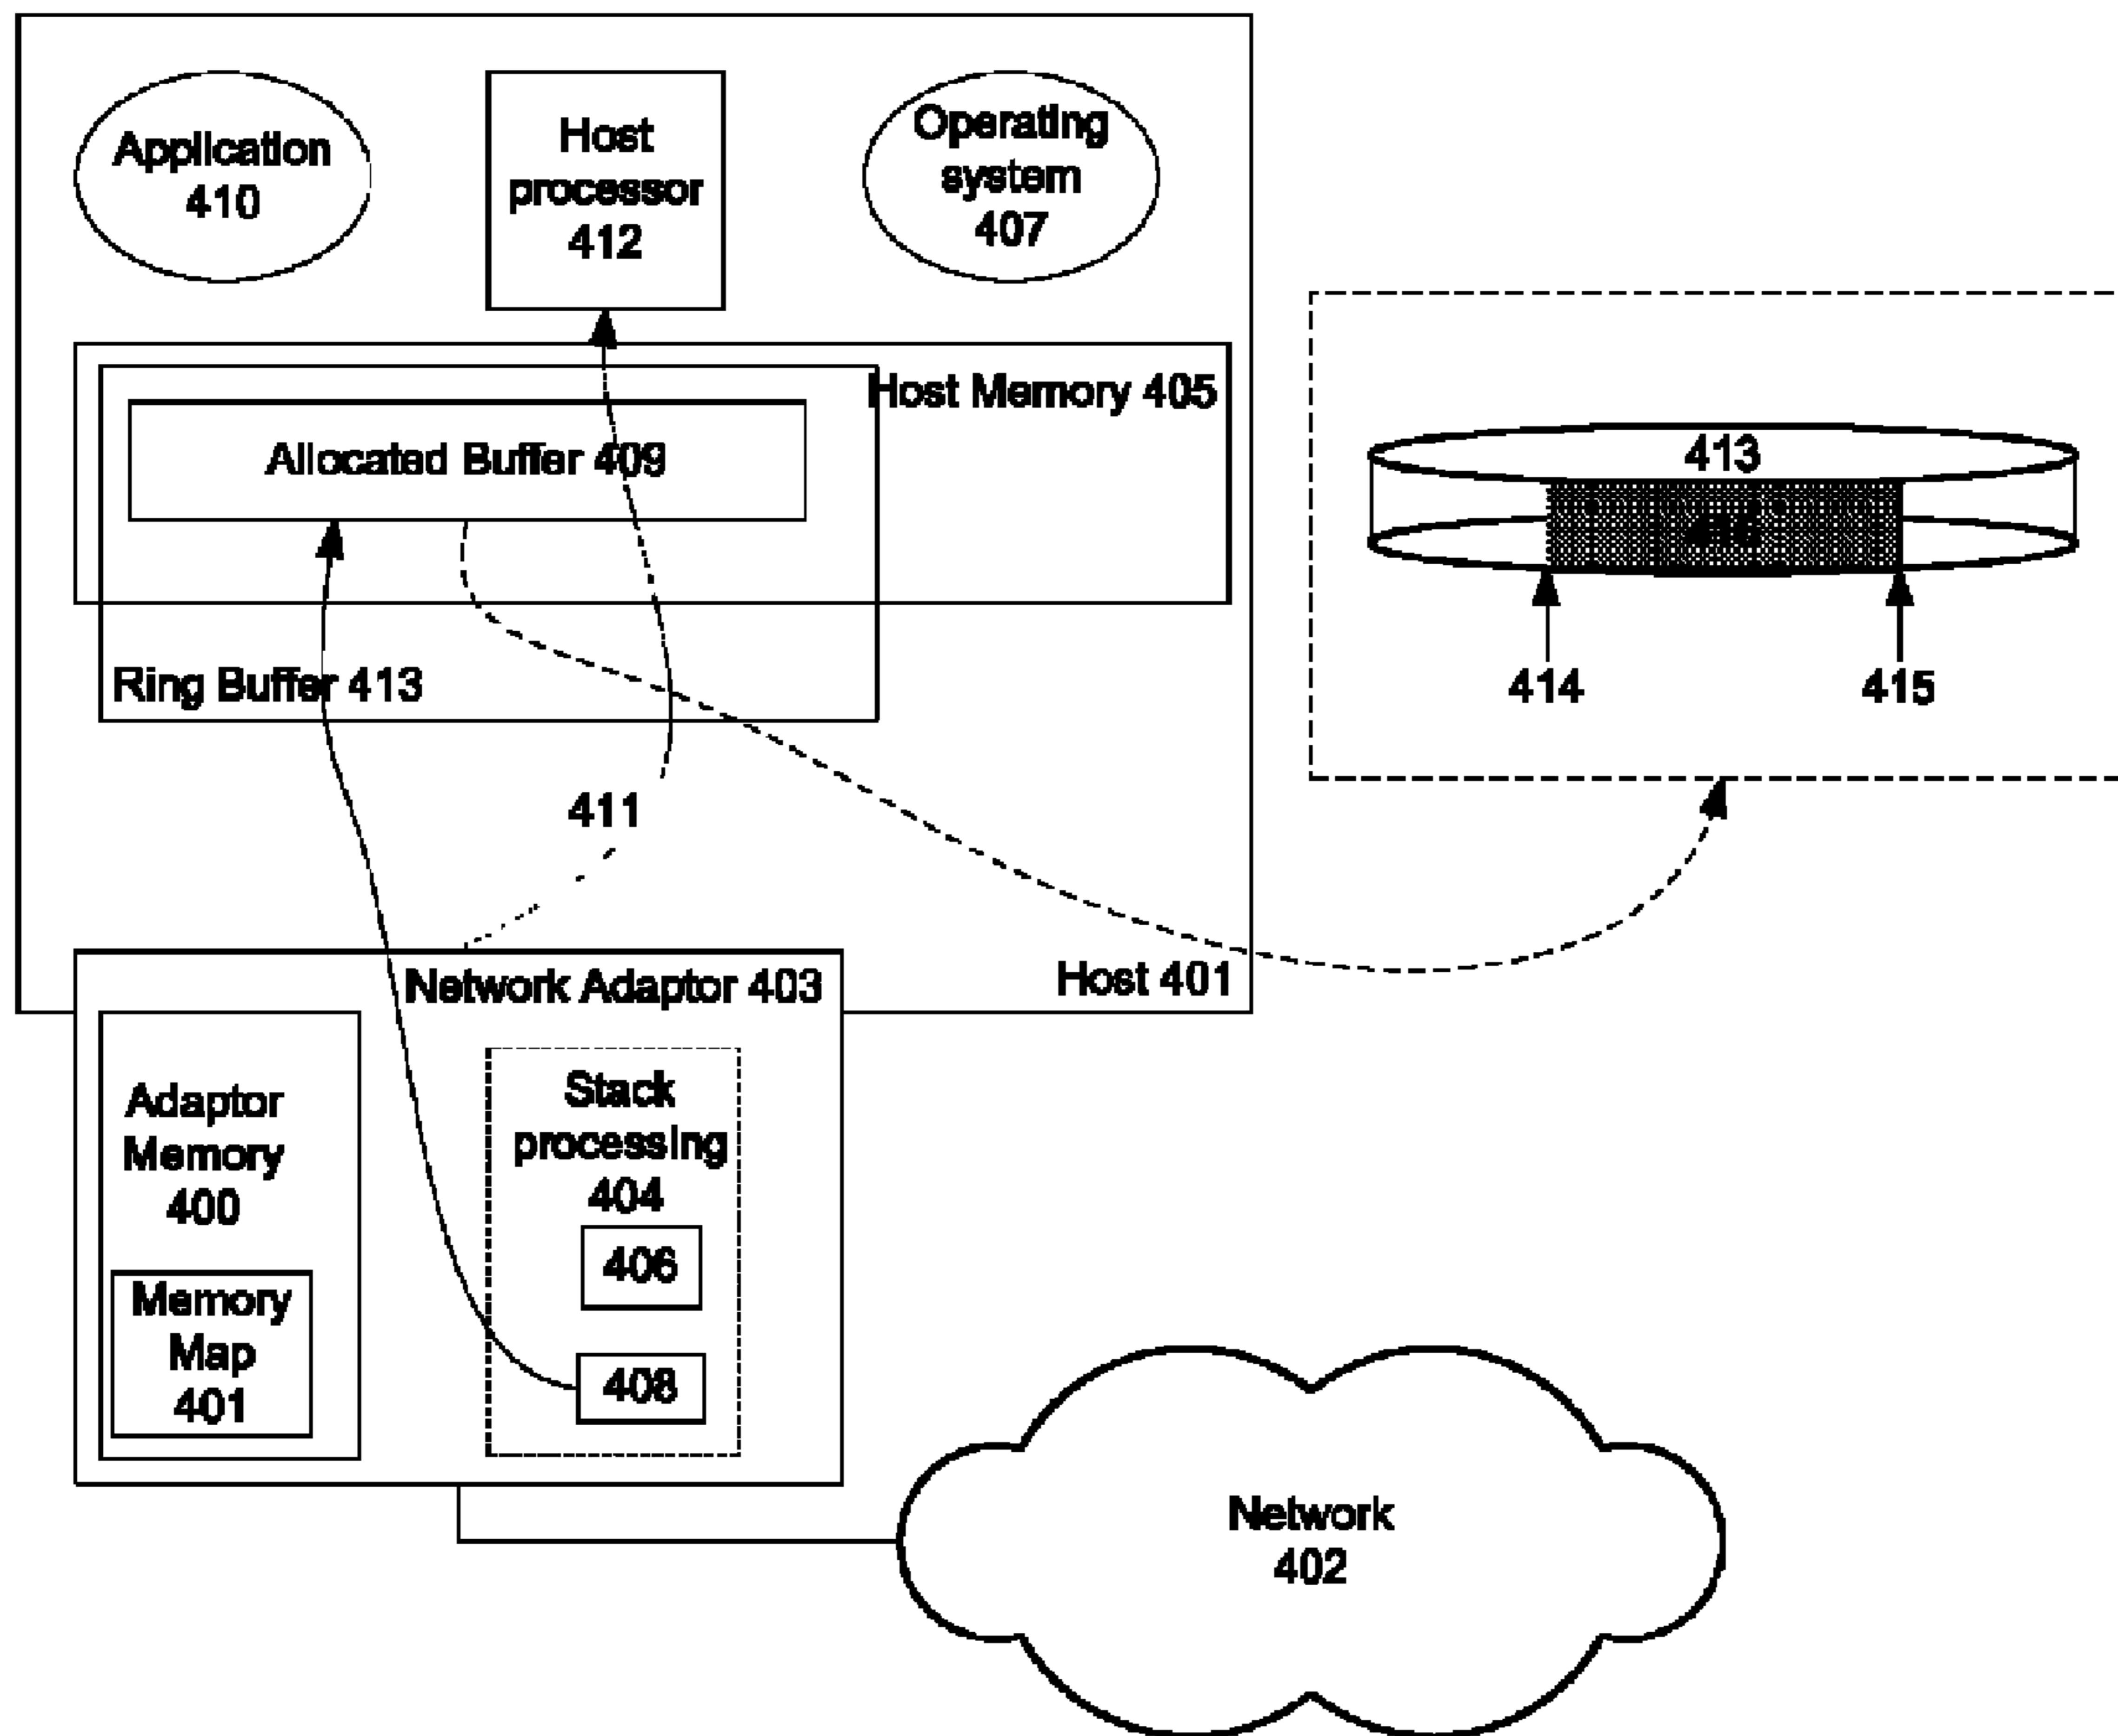 Application
410
Host
processor
412
Operating
system
407
Host Memory 405
Allocated Buffer 409
413
414
415
Ring Buffer 413
411
Network Adaptor 403
Host 401
Adaptor
Memory
400
Stack
processing
404
406
Memory
Map
401
408
Network
402